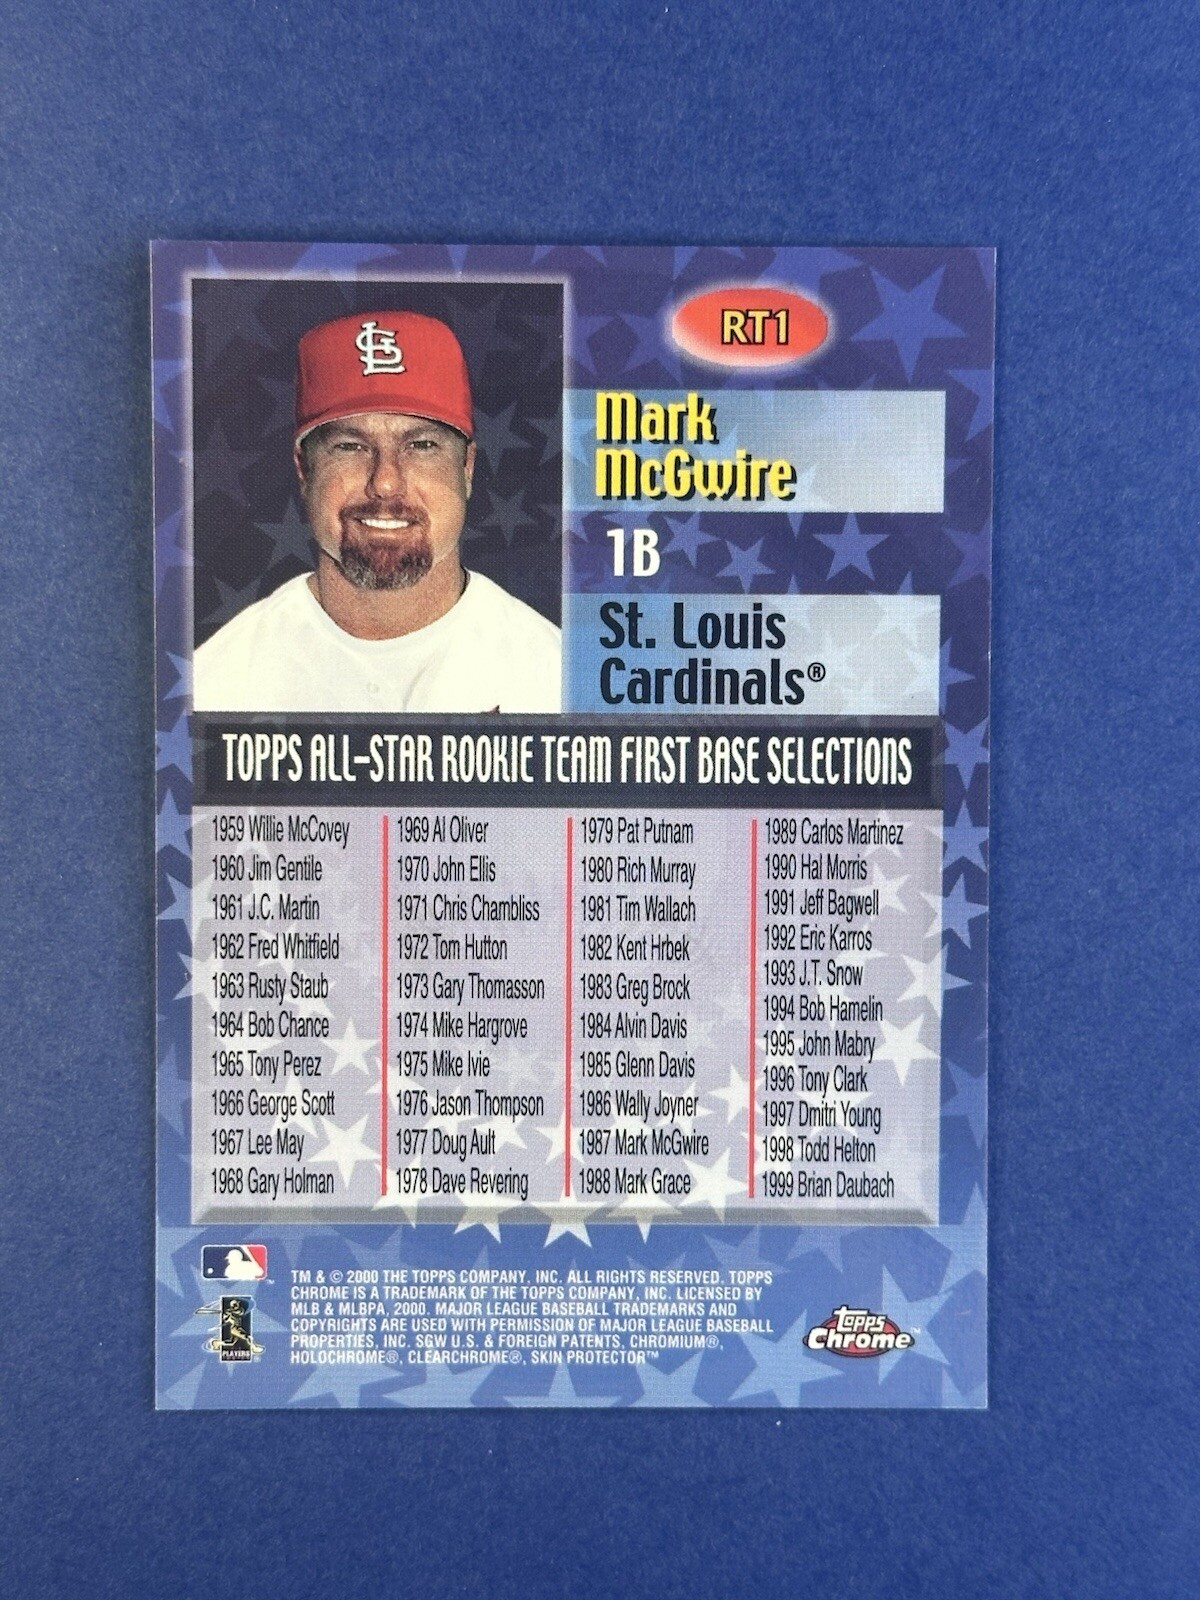 RT1
Mark
McGwire
1B
St. Louis
Cardinals®
TOPPS ALL-STAR ROOKIE TEAM FIRST BASE SELECTIONS
1959 Willie McCovey
1960 Jim Gentile
1961 J.C. Martin
1962 Fred Whitfield
1963 Rusty Staub
1964 Bob Chance
1965 Tony Perez
1966 George Scott
1967 Lee May
1968 Gary Holman
1969 Al Oliver
1970 John Ellis
1971 Chris Chambliss
1972 Tom Hutton
1973 Gary Thomasson
1974 Mike Hargrove
1975 Mike Ivie
1976 Jason Thompson
1977 Doug Ault
1978 Dave Revering
1979 Pat Putnam
1980 Rich Murray
1981 Tim Wallach
1982 Kent Hrbek
1983 Greg Brock
1984 Alvin Davis
1985 Glenn Davis
1986 Wally Joyner
1987 Mark McGwire
1988 Mark Grace
1989 Carlos Martinez
1990 Hal Morris
1991 Jeff Bagwell
1992 Eric Karros
1993 J.T. Snow
1994 Bob Hamelin
1995 John Mabry
1996 Tony Clark
1997 Dmitri Young
1998 Todd Helton
1999 Brian Daubach
TM & © 2000 THE TOPPS COMPANY, INC. ALL RIGHTS RESERVED. TOPPS
CHROME IS A TRADEMARK OF THE TOPPS COMPANY, INC. LICENSED BY
MLB & MLBPA, 2000. MAJOR LEAGUE BASEBALL TRADEMARKS AND
COPYRIGHTS ARE USED WITH PERMISSION OF MAJOR LEAGUE BASEBALL
PROPERTIES, INC. SGW U.S. & FOREIGN PATENTS, CHROMIUM®,
HOLOCHROME®, CLEARCHROME®, SKIN PROTECTOR™
PLAYERS
Topps
Chrome™